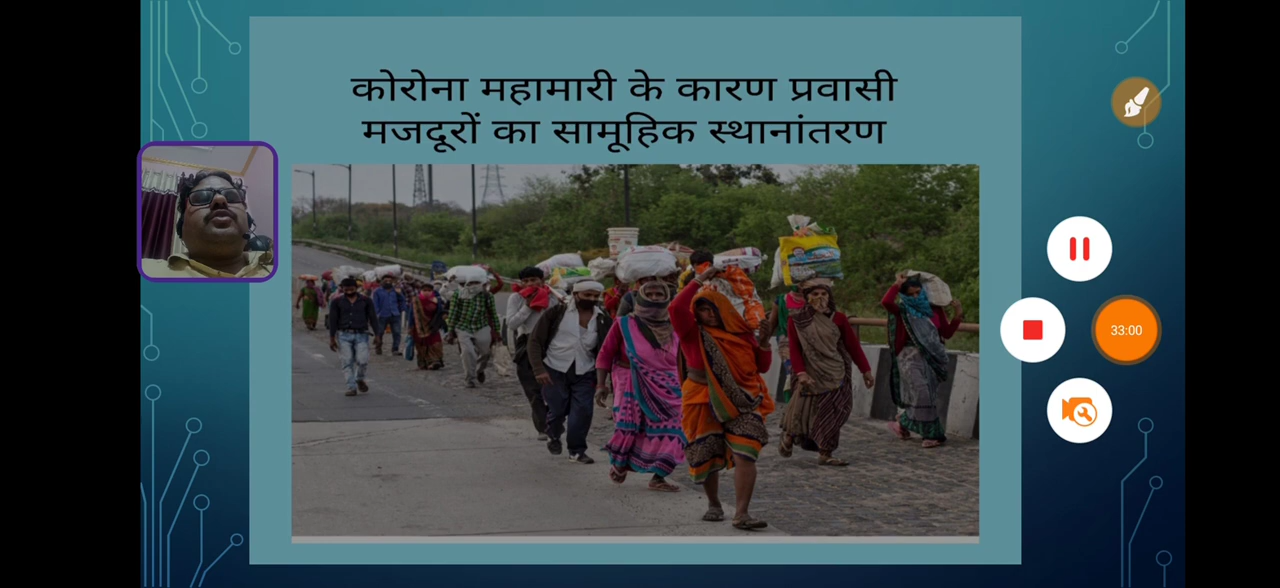 कोरोना महामारी के कारण प्रवासी
मजदूरों का सामूहिक स्थानांतरण
33:00